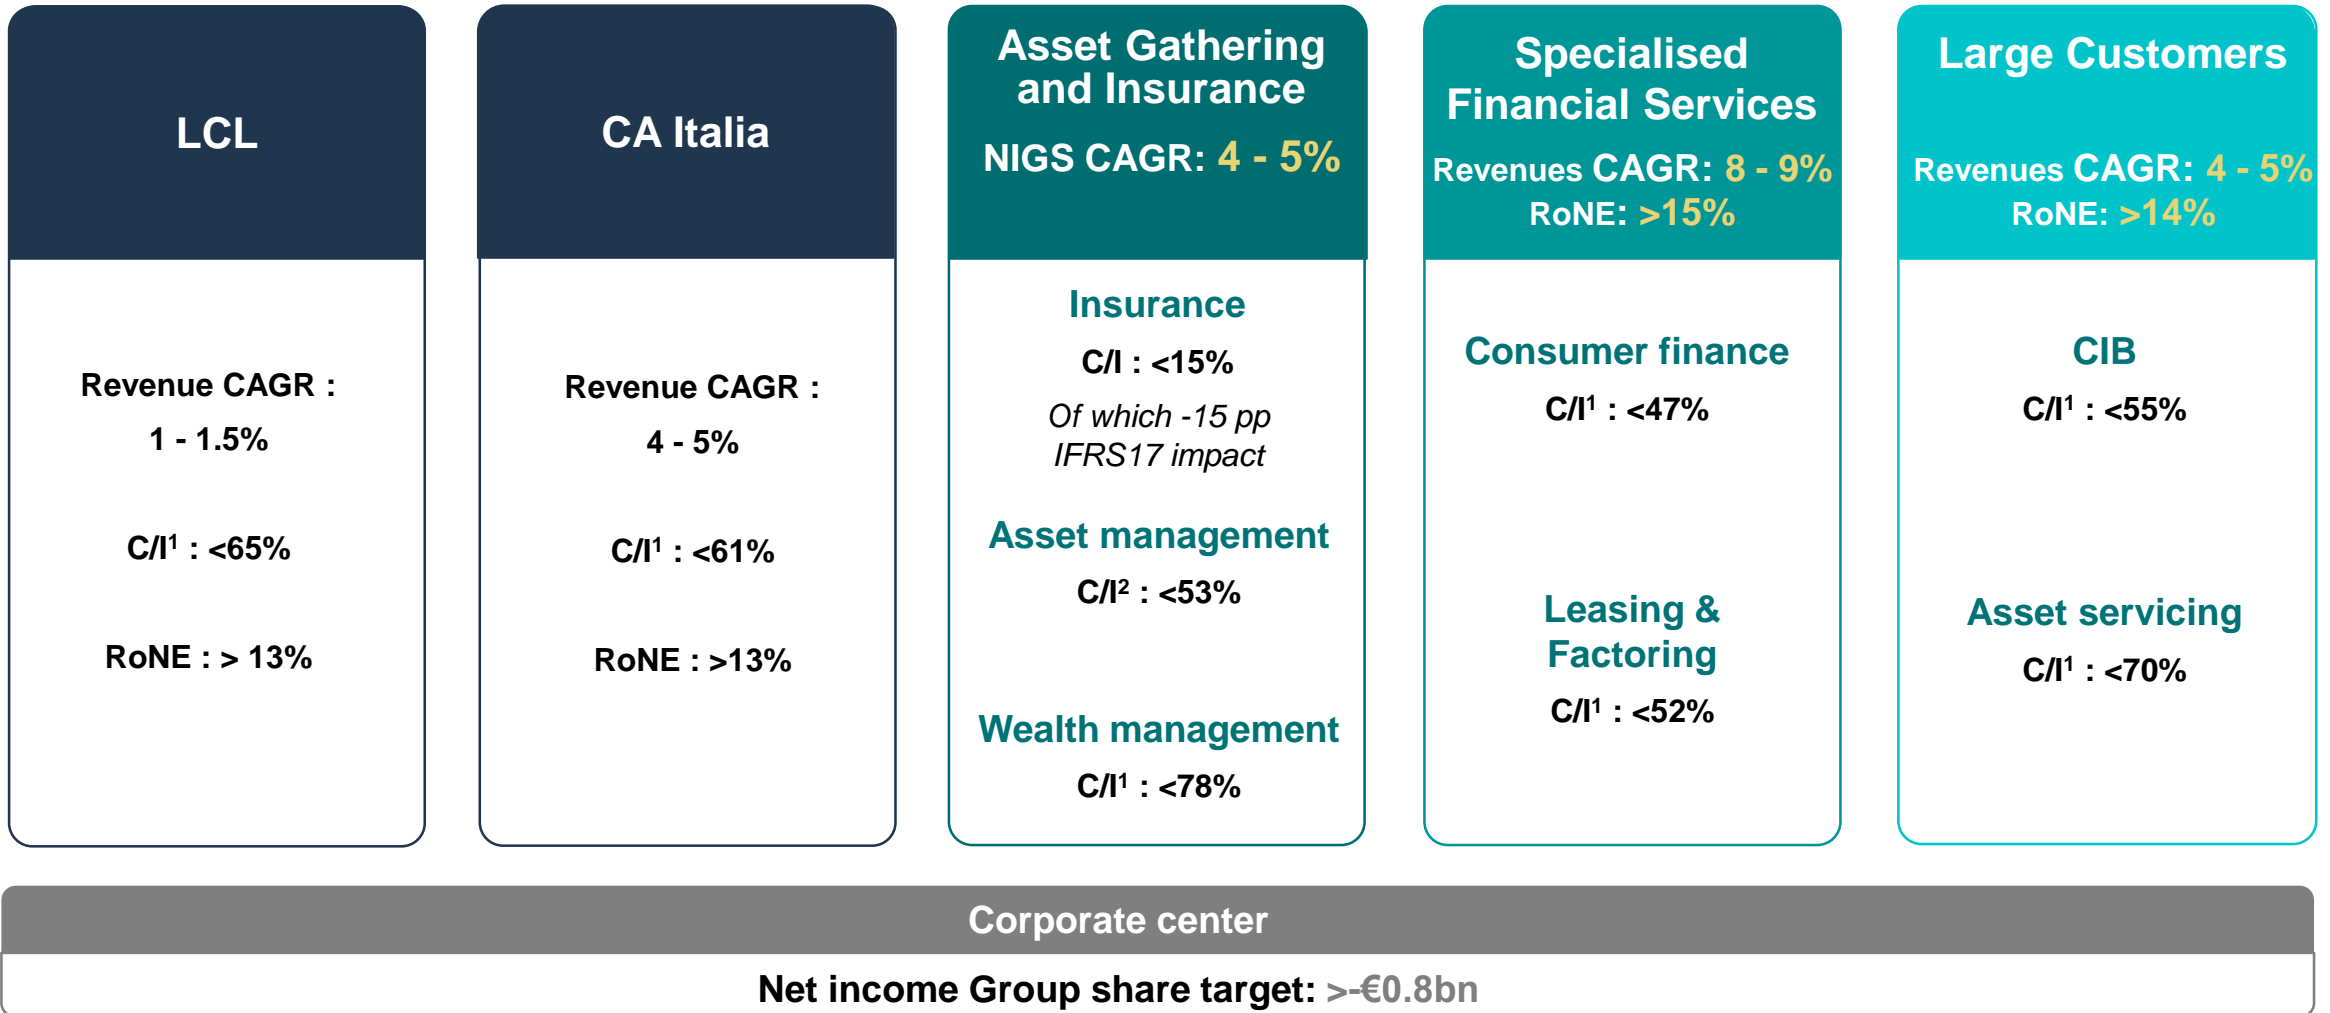 LCL
Revenue CAGR :
1 - 1.5%
C/I¹ : <65%
RoNE : > 13%
CA Italia
Revenue CAGR :
4 - 5%
C/I¹ : <61%
RoNE : >13%
Asset Gathering
and Insurance
NIGS CAGR: 4 - 5%
Insurance
C/I : <15%
Of which -15 pp
IFRS17 impact
Asset management
C/I² : <53%
Wealth management
C/I¹ : <78%
Specialised
Financial Services
Revenues CAGR: 8 - 9%
RoNE: >15%
Consumer finance
C/I¹ : <47%
Leasing &
Factoring
C/I¹ : <52%
Large Customers
Revenues CAGR: 4 - 5%
RoNE: >14%
CIB
C/I¹ : <55%
Asset servicing
C/I¹ : <70%
Corporate center
Net income Group share target: >-€0.8bn